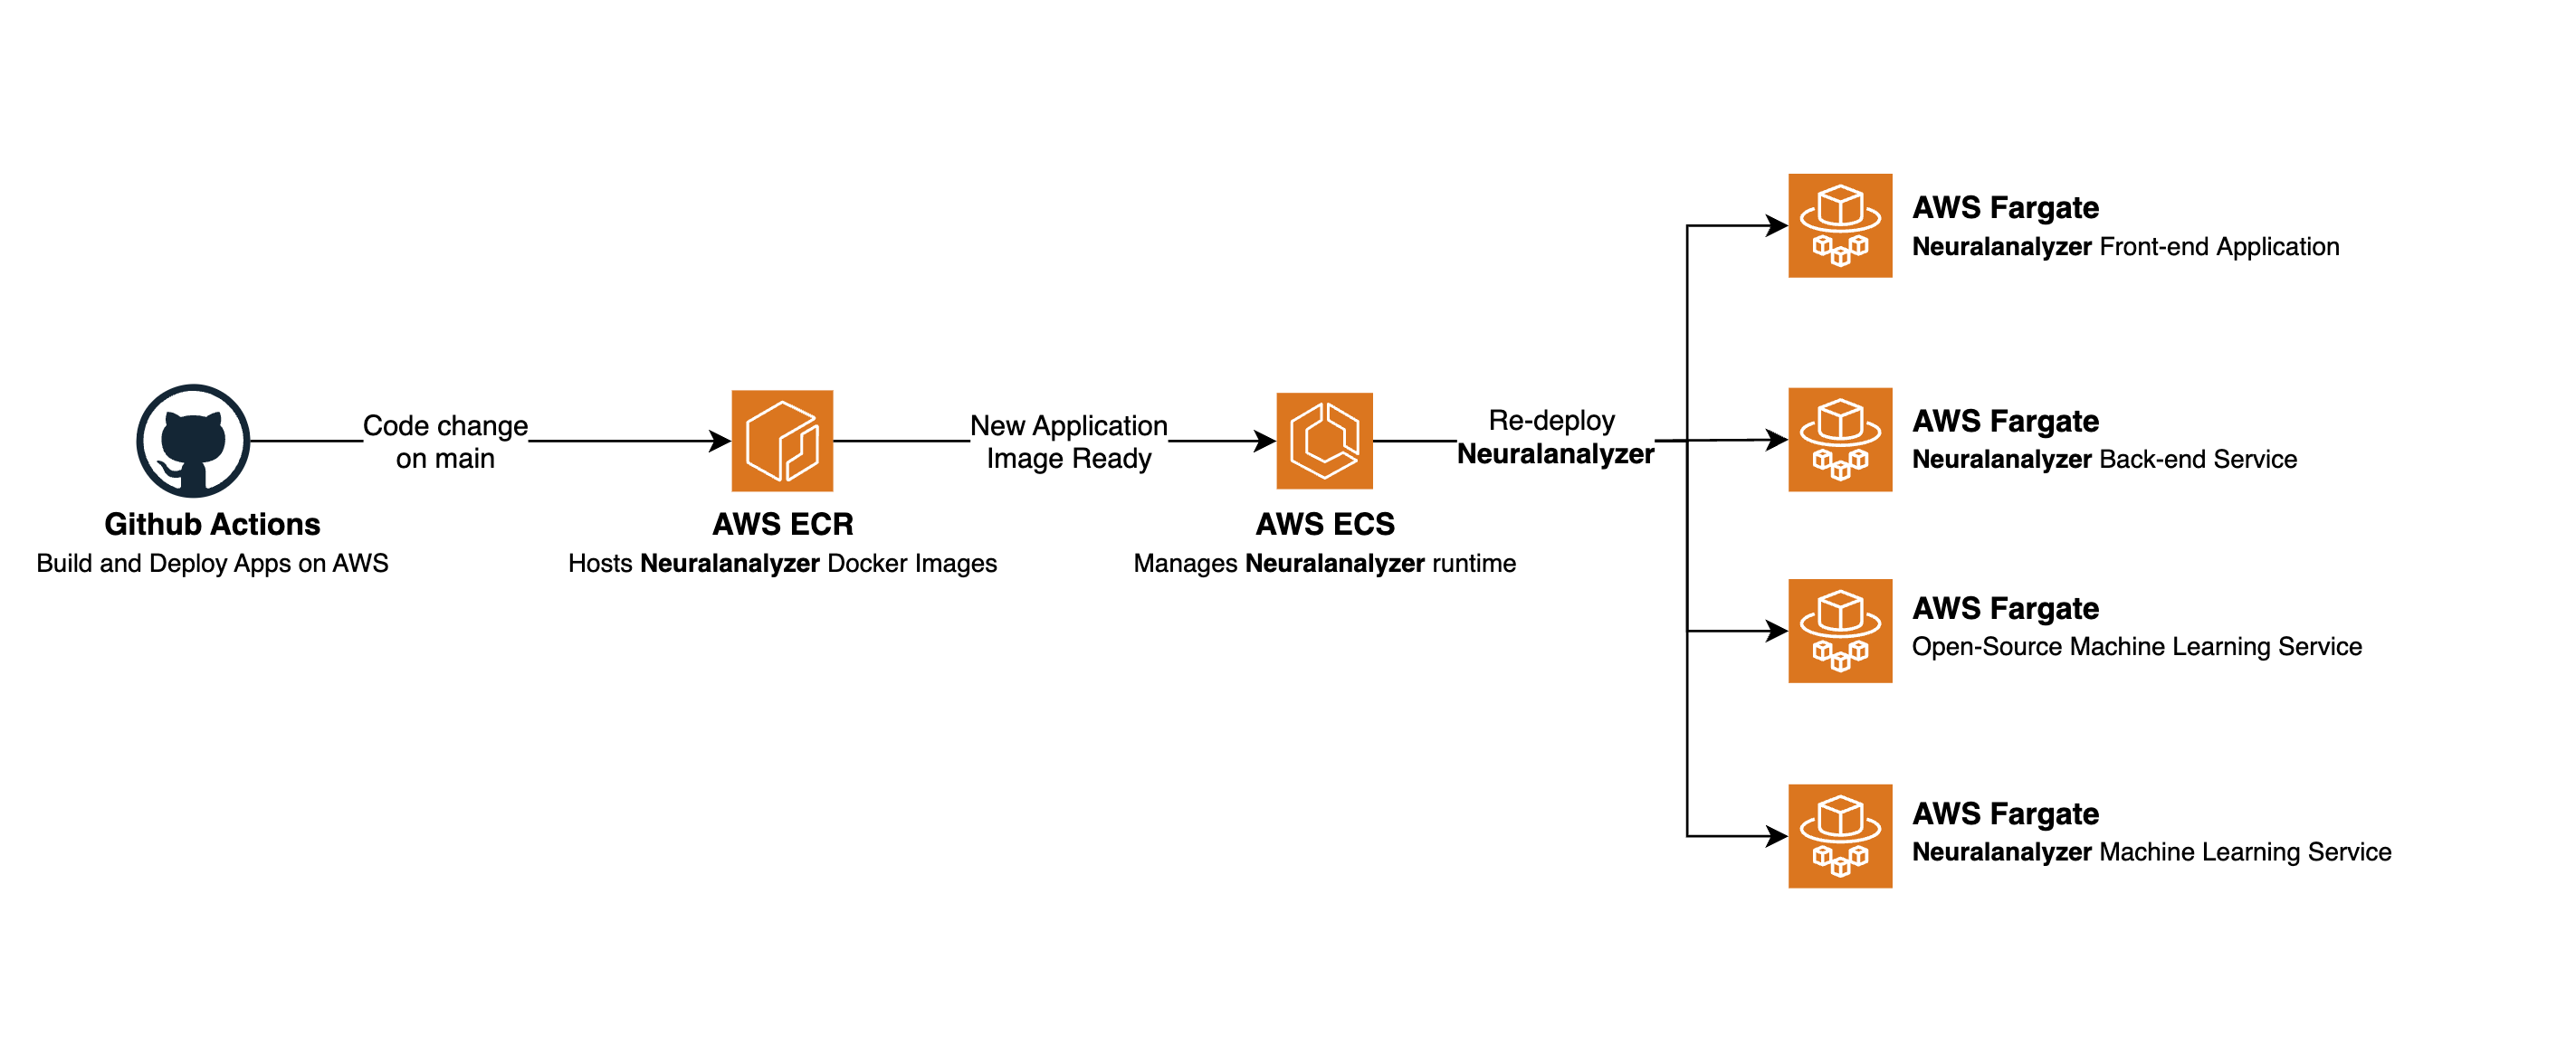 AWS Fargate
Neuralanalyzer Front-end Application
Code change
on main
New Application
Image Ready
Re-deploy
Neuralanalyzer
AWS Fargate
Neuralanalyzer Back-end Service
Github Actions
Build and Deploy Apps on AWS
AWS ECR
Hosts Neuralanalyzer Docker Images
AWS ECS
Manages Neuralanalyzer runtime
AWS Fargate
Open-Source Machine Learning Service
AWS Fargate
Neuralanalyzer Machine Learning Service